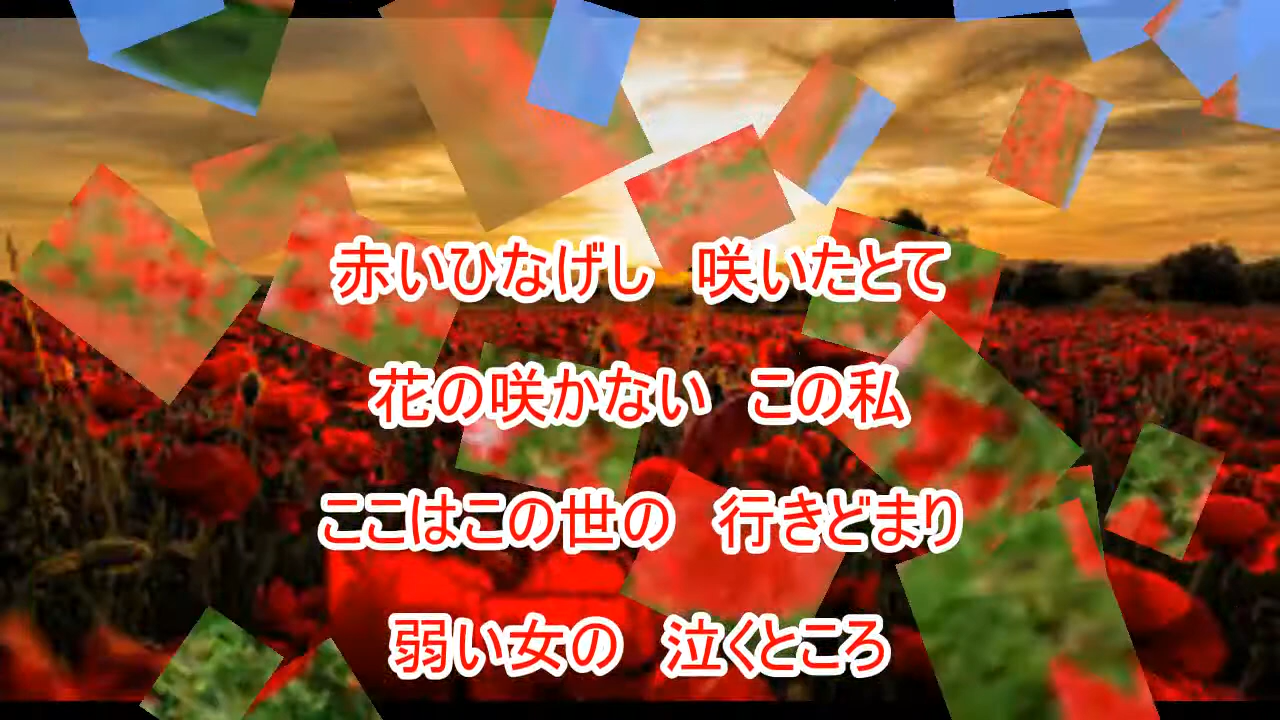 赤いひなげし　咲いたとて
花の咲かない　この私
ここはこの世の　行きどまり
弱い女の　泣くところ